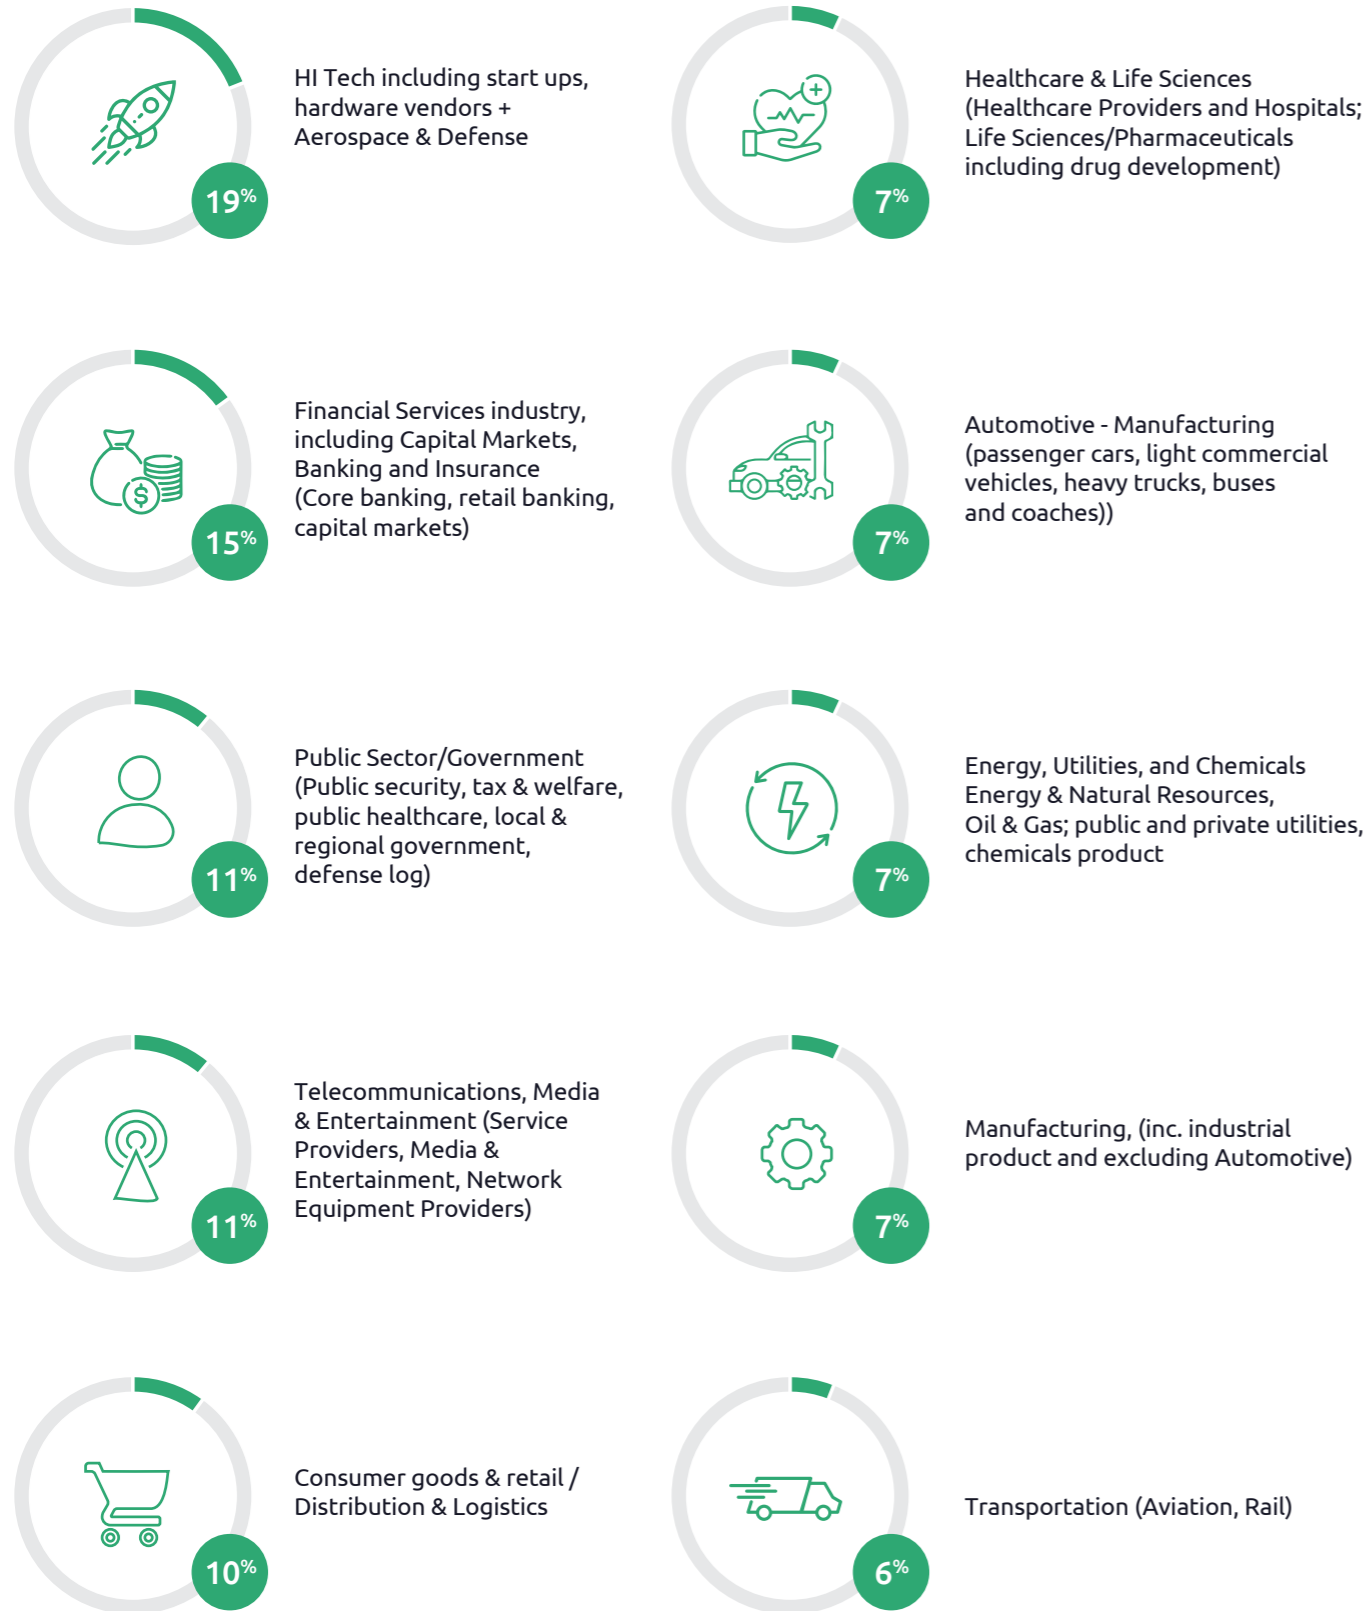 HI Tech including start ups,
hardware vendors +
Aerospace & Defense
19%
Healthcare & Life Sciences
(Healthcare Providers and Hospitals;
Life Sciences/Pharmaceuticals
including drug development)
7%
Financial Services industry,
including Capital Markets,
Banking and Insurance
(Core banking, retail banking,
capital markets)
$
15%
Automotive - Manufacturing
(passenger cars, light commercial
vehicles, heavy trucks, buses
and coaches))
7%
Public Sector/Government
(Public security, tax & welfare,
public healthcare, local &
regional government,
defense log)
11%
Energy, Utilities, and Chemicals
Energy & Natural Resources,
Oil & Gas; public and private utilities,
chemicals product
7%
Telecommunications, Media
& Entertainment (Service
Providers, Media &
Entertainment, Network
Equipment Providers)
11%
Manufacturing, (inc. industrial
product and excluding Automotive)
7%
Consumer goods & retail /
Distribution & Logistics
10%
Transportation (Aviation, Rail)
6%